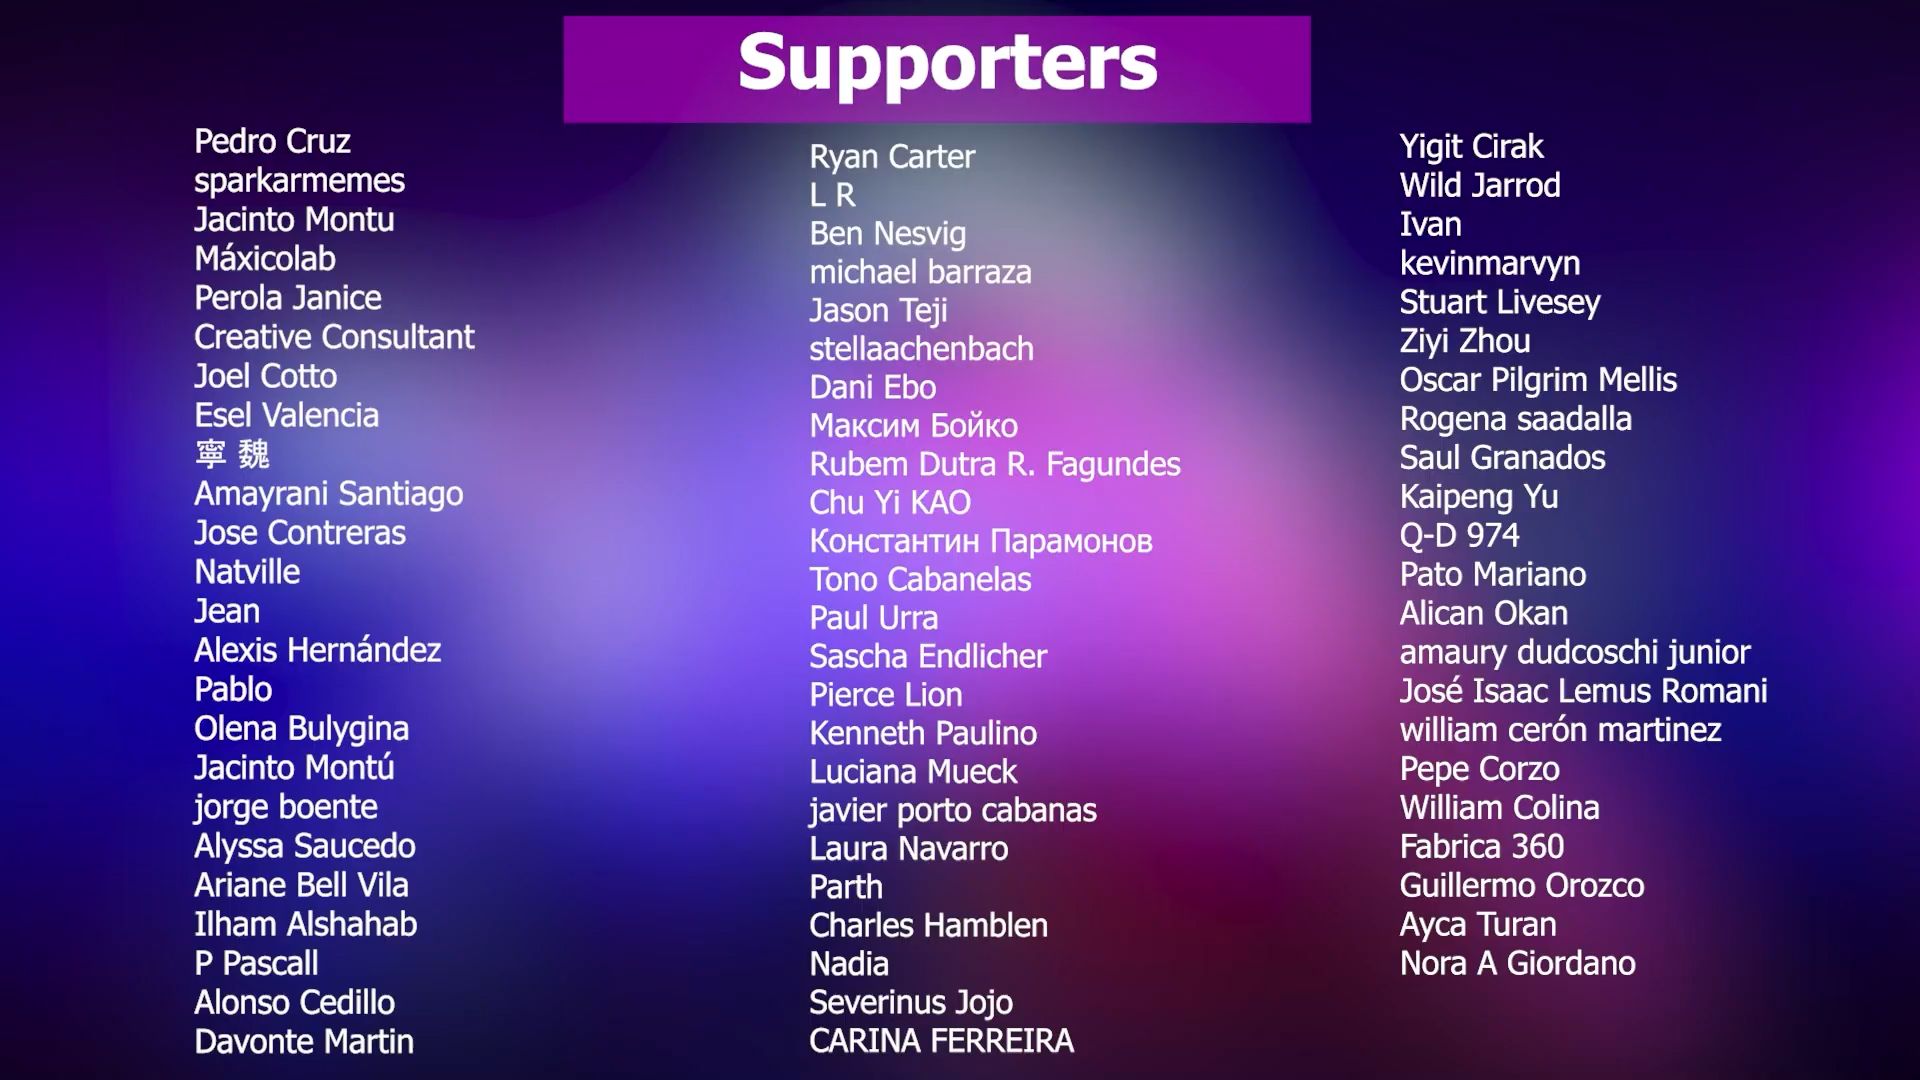 Supporters
Pedro Cruz
sparkarmemes
Jacinto Montu
Máxicolab
Perola Janice
Creative Consultant
Joel Cotto
Esel Valencia
寧 魏
Amayrani Santiago
Jose Contreras
Natville
Jean
Alexis Hernández
Pablo
Olena Bulygina
Jacinto Montú
jorge boente
Alyssa Saucedo
Ariane Bell Vila
Ilham Alshahab
P Pascall
Alonso Cedillo
Davonte Martin
Ryan Carter
L R
Ben Nesvig
michael barraza
Jason Teji
stellaachenbach
Dani Ebo
Максим Бойко
Rubem Dutra R. Fagundes
Chu Yi KAO
Константин Парамонов
Tono Cabanelas
Paul Urra
Sascha Endlicher
Pierce Lion
Kenneth Paulino
Luciana Mueck
javier porto cabanas
Laura Navarro
Parth
Charles Hamblen
Nadia
Severinus Jojo
CARINA FERREIRA
Yigit Cirak
Wild Jarrod
Ivan
kevinmarvyn
Stuart Livesey
Ziyi Zhou
Oscar Pilgrim Mellis
Rogena saadalla
Saul Granados
Kaipeng Yu
Q-D 974
Pato Mariano
Alican Okan
amaury dudcoschi junior
José Isaac Lemus Romani
william cerón martinez
Pepe Corzo
William Colina
Fabrica 360
Guillermo Orozco
Ayca Turan
Nora A Giordano